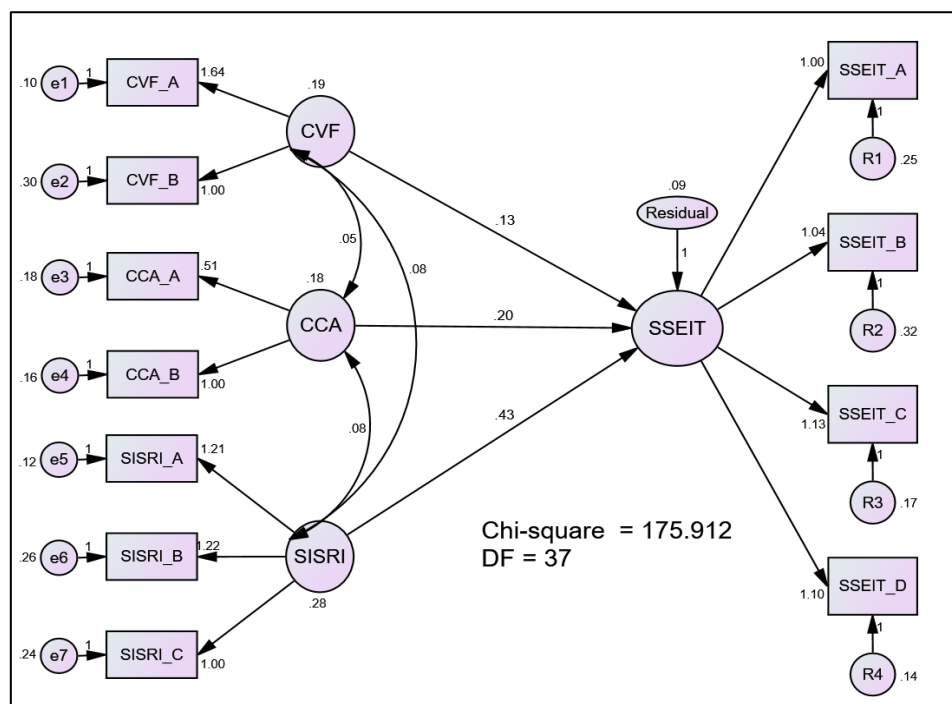 .10 e1 1 CVF_A 1.64
.19
CVF
.30 e2 1 CVF_B 1.00
.18 e3 1 CCA_A .51
.18
CCA
.16 e4 1 CCA_B 1.00
.12 e5 1 SISRI_A 1.21
.26 e6 1 SISRI_B 1.22
SISRI
.28
.24 e7 1 SISRI_C 1.00
.05
.08
.08
.13
.20
.43
.09
Residual
1
SSEIT
Chi-square = 175.912
DF = 37
1.00 SSEIT_A
1
R1 .25
1.04 SSEIT_B
1
R2 .32
1.13 SSEIT_C
1
R3 .17
1.10 SSEIT_D
1
R4 .14